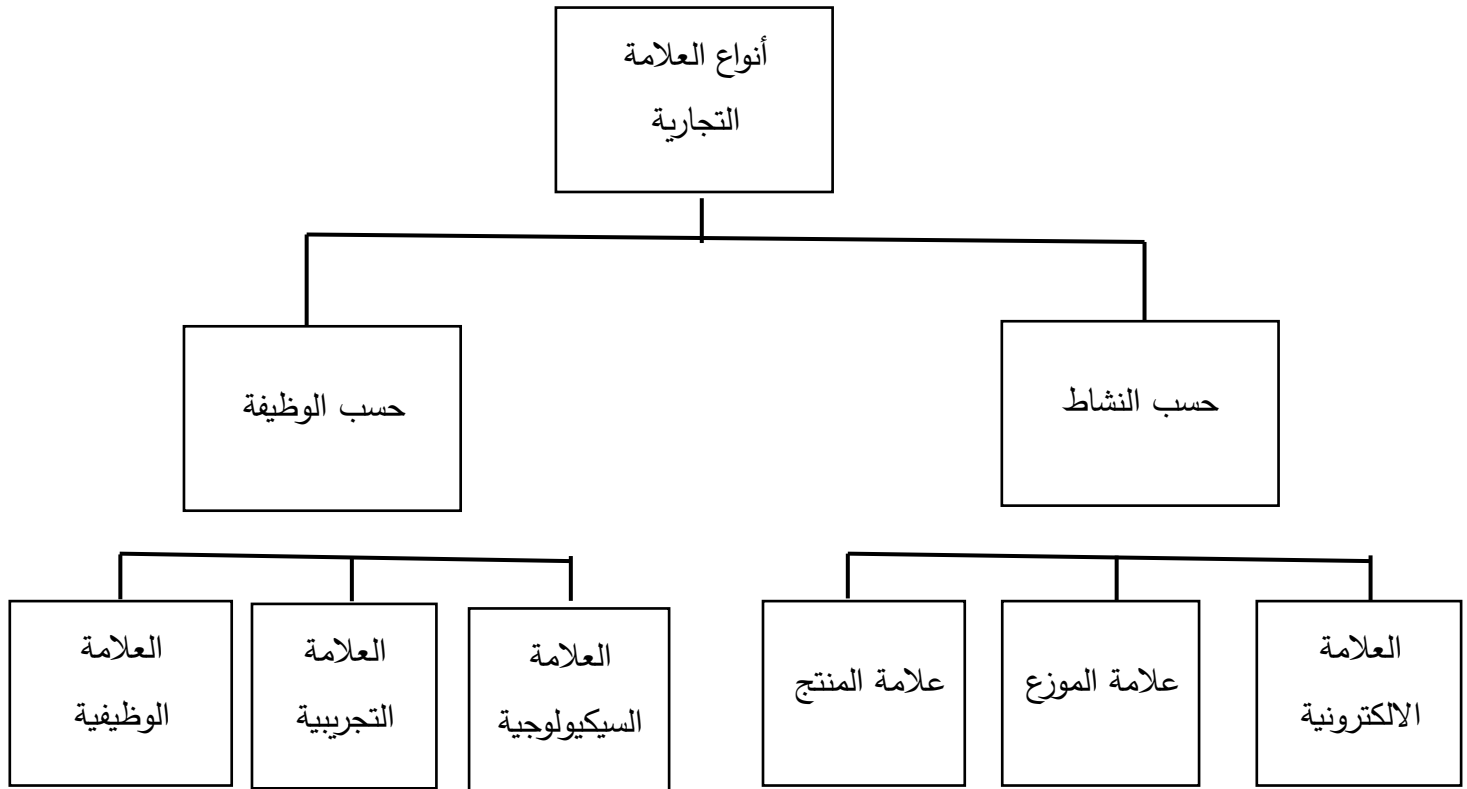 أنواع العلامة
التجارية
حسب النشاط
حسب الوظيفة
العلامة
الالكترونية
علامة الموزع
علامة المنتج
العلامة
السيكيولوجية
العلامة
التجريبية
العلامة
الوظيفية